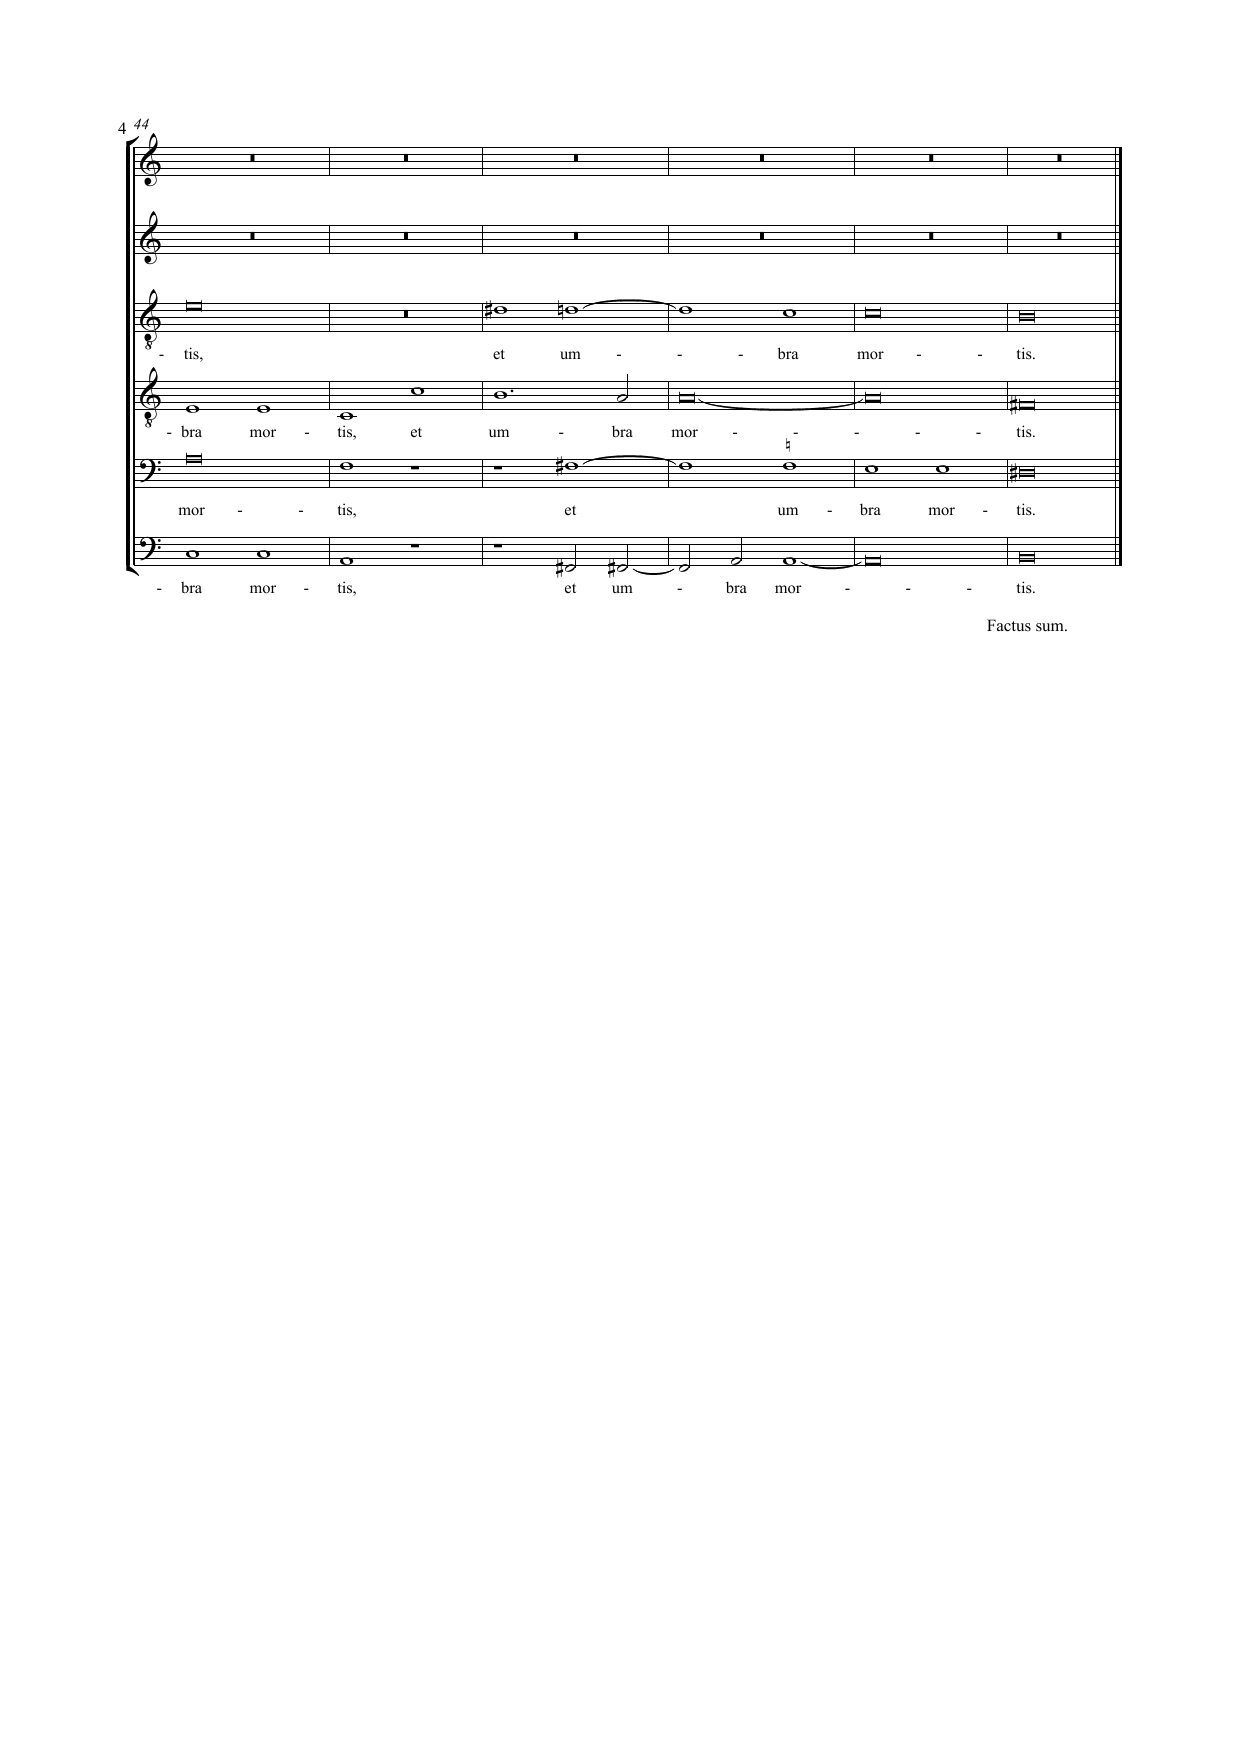 4 44
- tis, et um - - - bra mor - - tis.
- bra mor - tis, et um - bra mor - - - - - tis.
mor - - tis, et um - bra mor - tis.
- bra mor - tis, et um - bra mor - - - tis.
Factus sum.